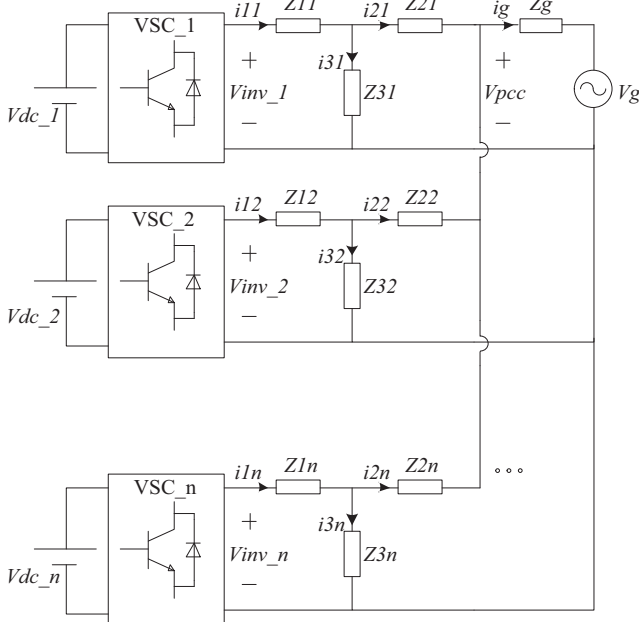 VSC_1 i11 Z11 i21 Z21 ig Zg
Vdc_1 + Vinv_1 − i31 Z31 + Vpcc − Vg
VSC_2 i12 Z12 i22 Z22
Vdc_2 + Vinv_2 − i32 Z32
VSC_n i1n Z1n i2n Z2n
Vdc_n + Vinv_n − i3n Z3n